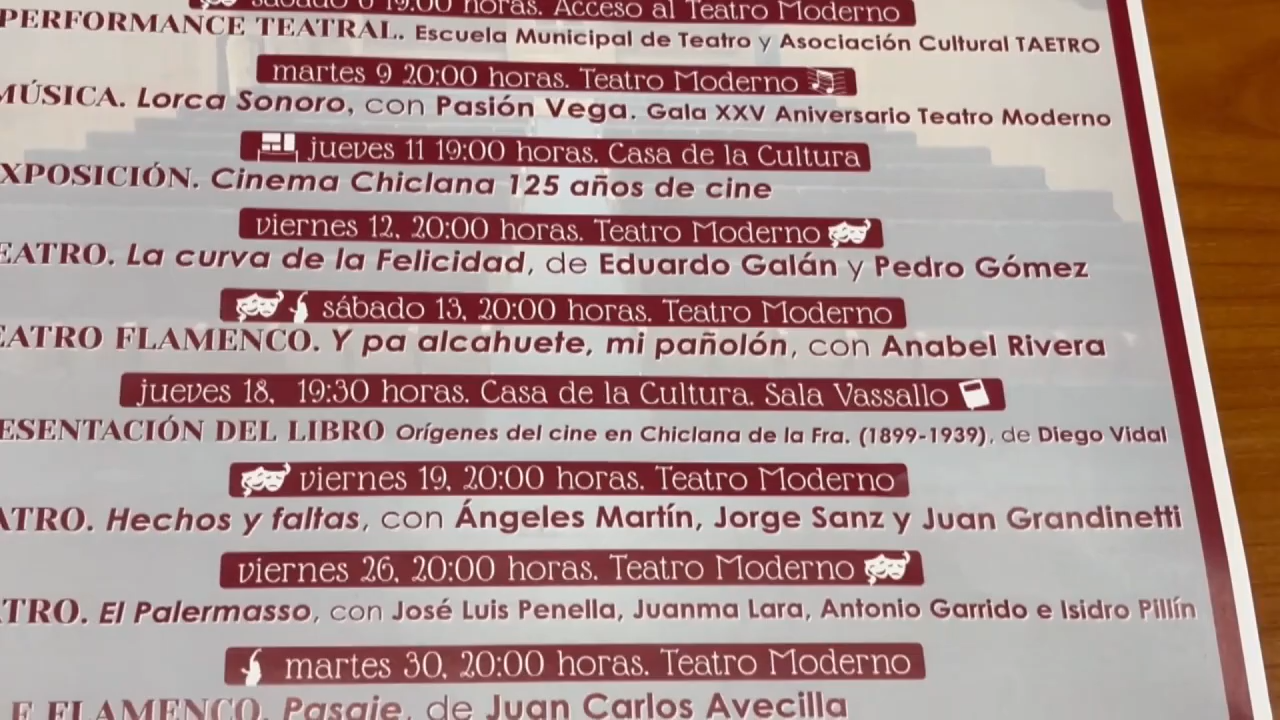 sábado 6 19:00 horas. Acceso al Teatro Moderno
PERFORMANCE TEATRAL. Escuela Municipal de Teatro y Asociación Cultural TAETRO
martes 9 20:00 horas. Teatro Moderno
MÚSICA. Lorca Sonoro, con Pasión Vega. Gala XXV Aniversario Teatro Moderno
jueves 11 19:00 horas. Casa de la Cultura
XPOSICIÓN. Cinema Chiclana 125 años de cine
viernes 12, 20:00 horas. Teatro Moderno
EATRO. La curva de la Felicidad, de Eduardo Galán y Pedro Gómez
sábado 13, 20:00 horas. Teatro Moderno
EATRO FLAMENCO. Y pa alcahuete, mi pañolón, con Anabel Rivera
jueves 18, 19:30 horas. Casa de la Cultura. Sala Vassallo
ESENTACIÓN DEL LIBRO Orígenes del cine en Chiclana de la Fra. (1899-1939), de Diego Vidal
viernes 19, 20:00 horas. Teatro Moderno
ATRO. Hechos y faltas, con Ángeles Martín, Jorge Sanz y Juan Grandinetti
viernes 26, 20:00 horas. Teatro Moderno
TRO. El Palermasso, con José Luis Penella, Juanma Lara, Antonio Garrido e Isidro Pillín
martes 30, 20:00 horas. Teatro Moderno
E FLAMENCO. Pasaje, de Juan Carlos Avecilla